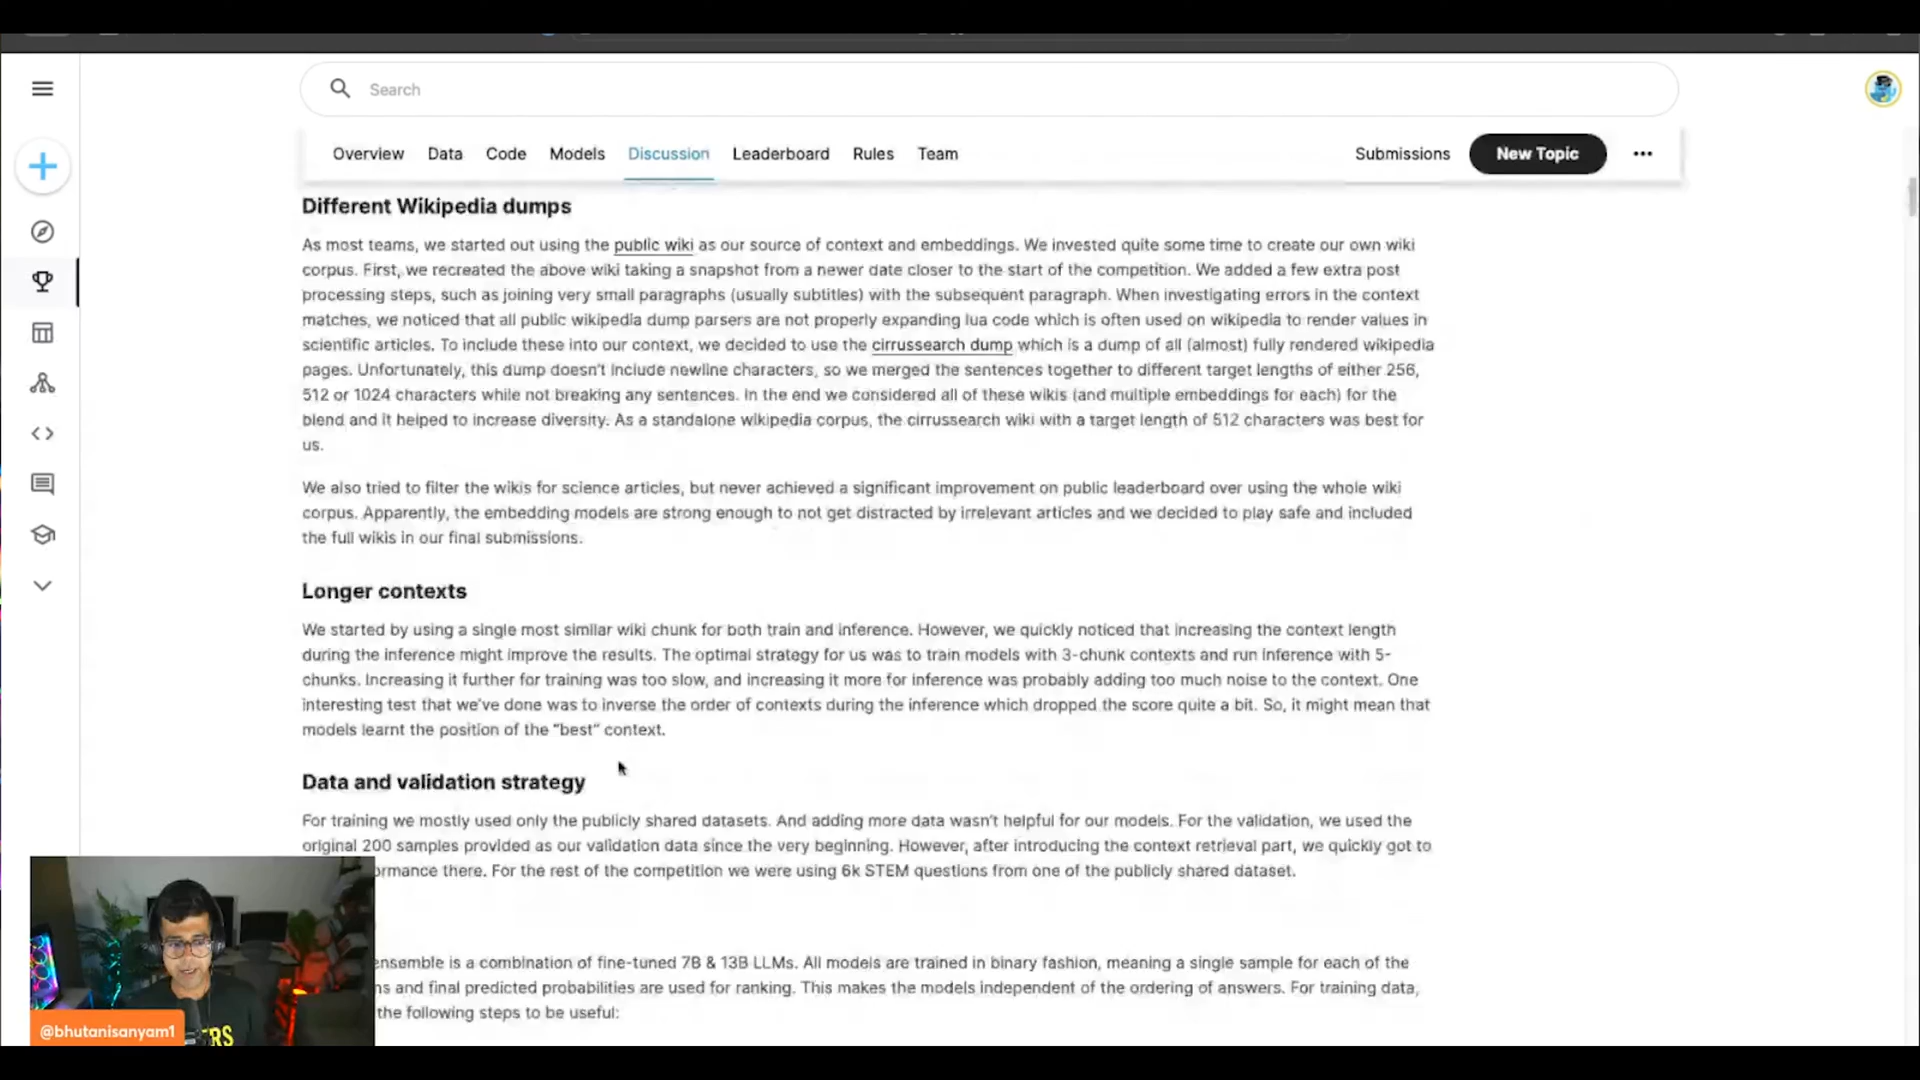 Search
Overview Data Code Models Discussion Leaderboard Rules Team Submissions New Topic
Different Wikipedia dumps
As most teams, we started out using the public wiki as our source of context and embeddings. We invested quite some time to create our own wiki
corpus. First, we recreated the above wiki taking a snapshot from a newer date closer to the start of the competition. We added a few extra post
processing steps, such as joining very small paragraphs (usually subtitles) with the subsequent paragraph. When investigating errors in the context
matches, we noticed that all public wikipedia dump parsers are not properly expanding lua code which is often used on wikipedia to render values in
scientific articles. To include these into our context, we decided to use the cirrussearch dump which is a dump of all (almost) fully rendered wikipedia
pages. Unfortunately, this dump doesn't include newline characters, so we merged the sentences together to different target lengths of either 256,
512 or 1024 characters while not breaking any sentences. In the end we considered all of these wikis (and multiple embeddings for each) for the
blend and it helped to increase diversity. As a standalone wikipedia corpus, the cirrussearch wiki with a target length of 512 characters was best for
us.
We also tried to filter the wikis for science articles, but never achieved a significant improvement on public leaderboard over using the whole wiki
corpus. Apparently, the embedding models are strong enough to not get distracted by irrelevant articles and we decided to play safe and included
the full wikis in our final submissions.
Longer contexts
We started by using a single most similar wiki chunk for both train and inference. However, we quickly noticed that increasing the context length
during the inference might improve the results. The optimal strategy for us was to train models with 3-chunk contexts and run inference with 5-
chunks. Increasing it further for training was too slow, and increasing it more for inference was probably adding too much noise to the context. One
interesting test that we've done was to inverse the order of contexts during the inference which dropped the score quite a bit. So, it might mean that
models learnt the position of the "best" context.
Data and validation strategy
For training we mostly used only the publicly shared datasets. And adding more data wasn't helpful for our models. For the validation, we used the
original 200 samples provided as our validation data since the very beginning. However, after introducing the context retrieval part, we quickly got to
ormance there. For the rest of the competition we were using 6k STEM questions from one of the publicly shared dataset.
ensemble is a combination of fine-tuned 7B & 13B LLMs. All models are trained in binary fashion, meaning a single sample for each of the
ns and final predicted probabilities are used for ranking. This makes the models independent of the ordering of answers. For training data,
the following steps to be useful:
@bhutanisanyam1
ERS